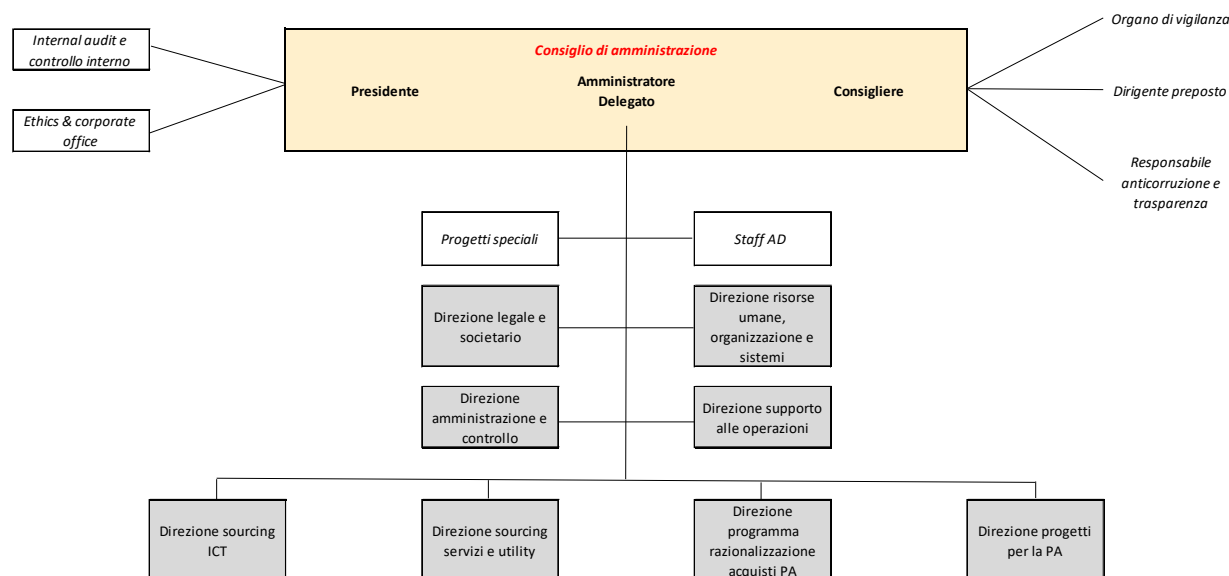 Internal audit e
controllo interno
Ethics & corporate
office
Consiglio di amministrazione
Presidente
Amministratore
Delegato
Consigliere
Organo di vigilanza
Dirigente preposto
Responsabile
anticorruzione e
trasparenza
Progetti speciali
Staff AD
Direzione legale e
societario
Direzione risorse
umane,
organizzazione e
sistemi
Direzione
amministrazione e
controllo
Direzione supporto
alle operazioni
Direzione sourcing
ICT
Direzione sourcing
servizi e utility
Direzione
programma
razionalizzazione
acquisti PA
Direzione progetti
per la PA